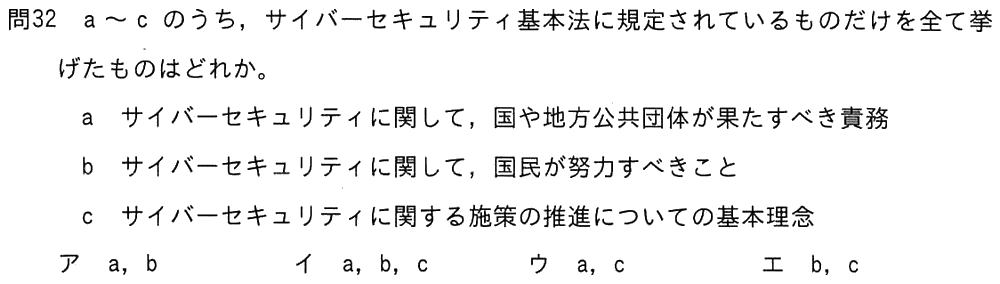 問32 a ～ c のうち，サイバーセキュリティ基本法に規定されているものだけを全て挙
げたものはどれか。
a サイバーセキュリティに関して，国や地方公共団体が果たすべき責務
b サイバーセキュリティに関して，国民が努力すべきこと
c サイバーセキュリティに関する施策の推進についての基本理念
ア a，b イ a，b，c ウ a，c エ b，c